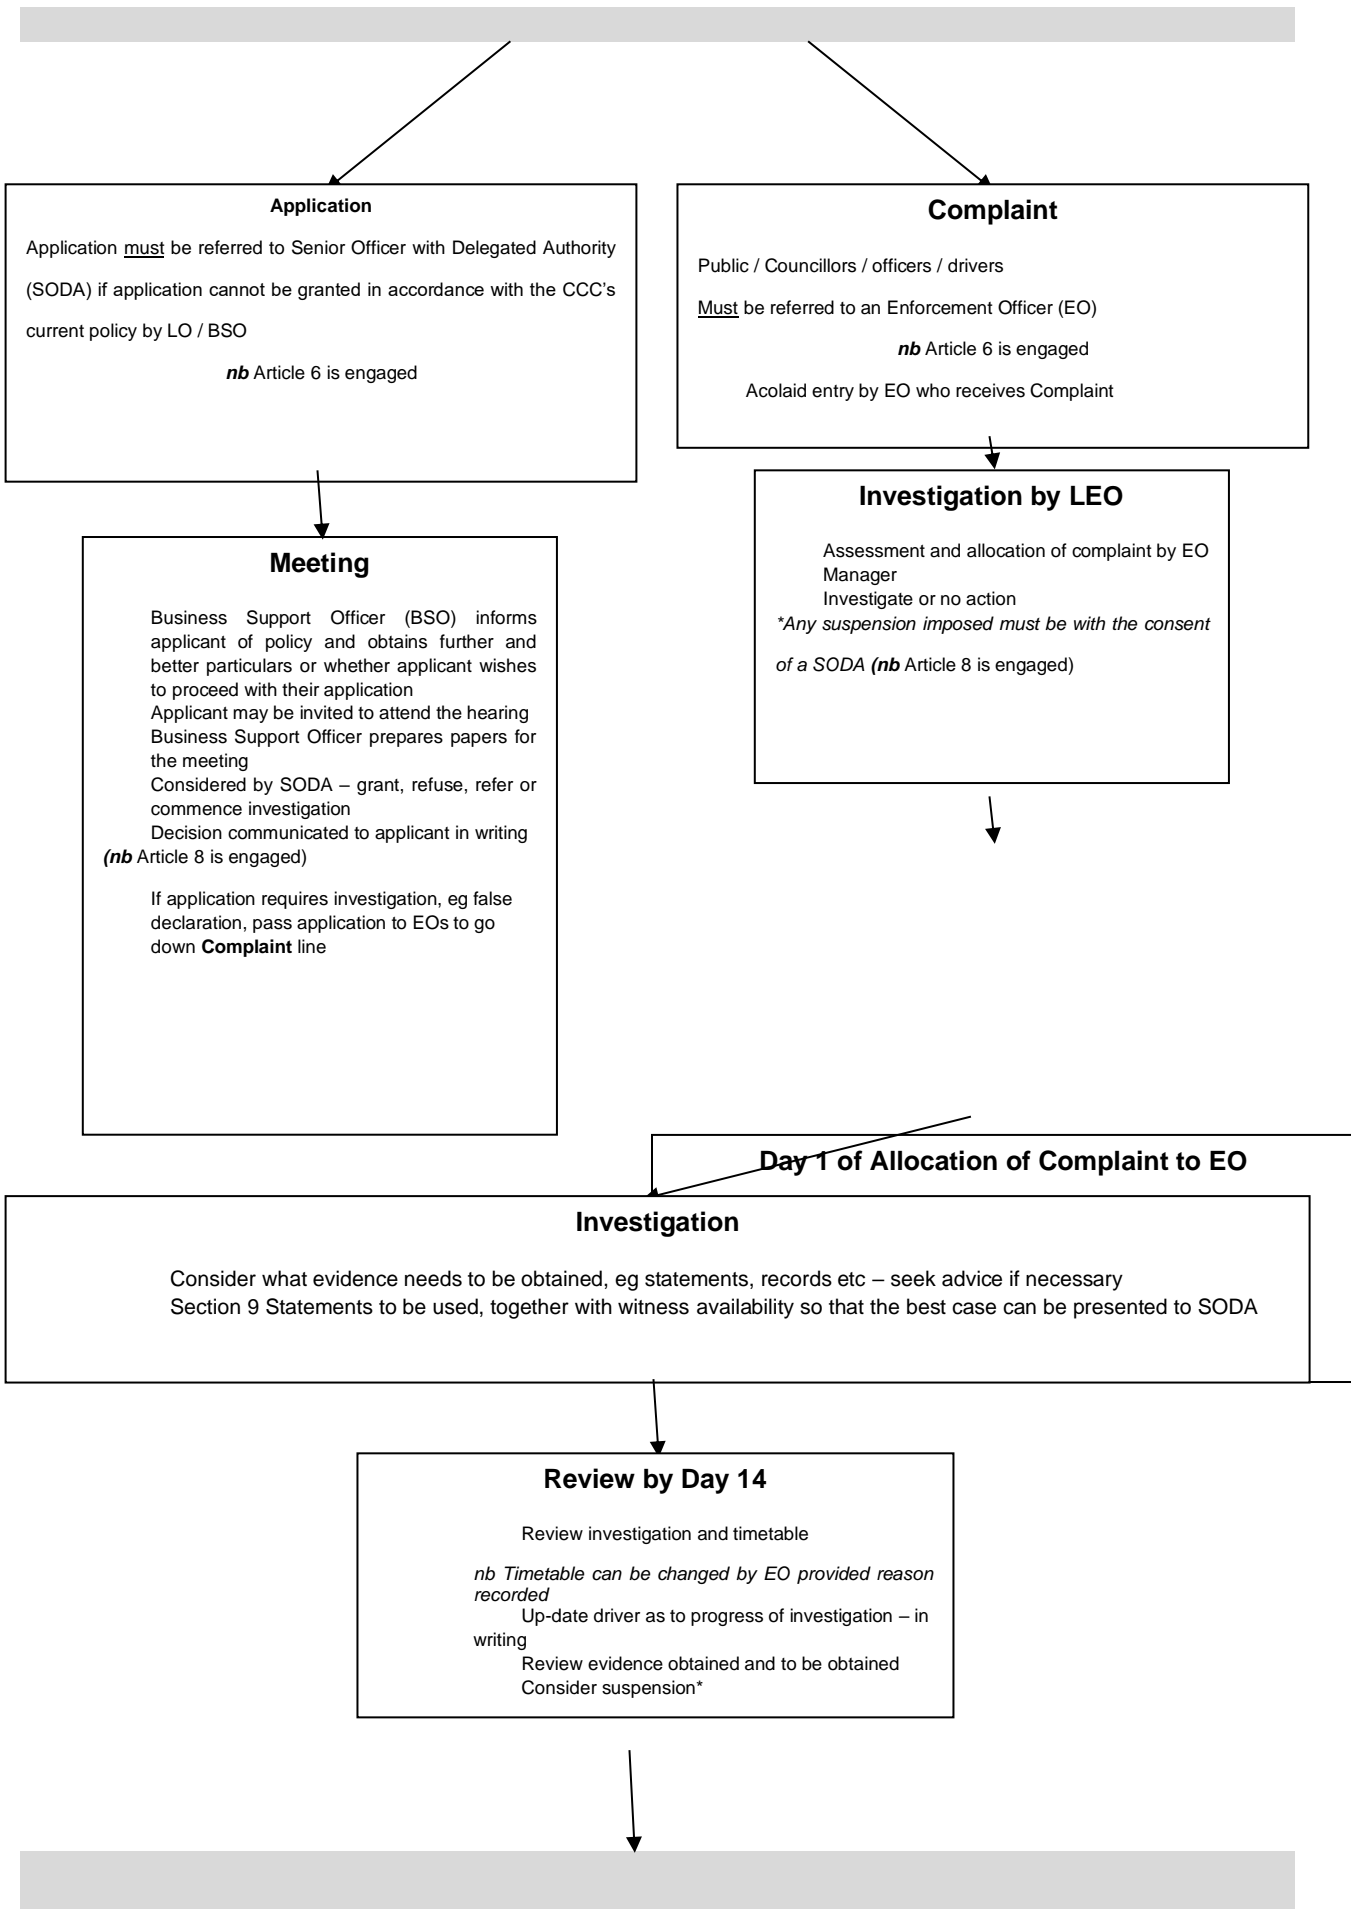 Application
Application must be referred to Senior Officer with Delegated Authority
(SODA) if application cannot be granted in accordance with the CCC's
current policy by LO / BSO
nb Article 6 is engaged
Complaint
Public / Councillors / officers / drivers
Must be referred to an Enforcement Officer (EO)
nb Article 6 is engaged
Acolaid entry by EO who receives Complaint
Investigation by LEO
Assessment and allocation of complaint by EO
Manager
Investigate or no action
*Any suspension imposed must be with the consent
of a SODA (nb Article 8 is engaged)
Meeting
Business Support Officer (BSO) informs
applicant of policy and obtains further and
better particulars or whether applicant wishes
to proceed with their application
Applicant may be invited to attend the hearing
Business Support Officer prepares papers for
the meeting
Considered by SODA – grant, refuse, refer or
commence investigation
Decision communicated to applicant in writing
(nb Article 8 is engaged)
If application requires investigation, eg false
declaration, pass application to EOs to go
down Complaint line
Day 1 of Allocation of Complaint to EO
Investigation
Consider what evidence needs to be obtained, eg statements, records etc – seek advice if necessary
Section 9 Statements to be used, together with witness availability so that the best case can be presented to SODA
Review by Day 14
Review investigation and timetable
nb Timetable can be changed by EO provided reason
recorded
Up-date driver as to progress of investigation – in
writing
Review evidence obtained and to be obtained
Consider suspension*